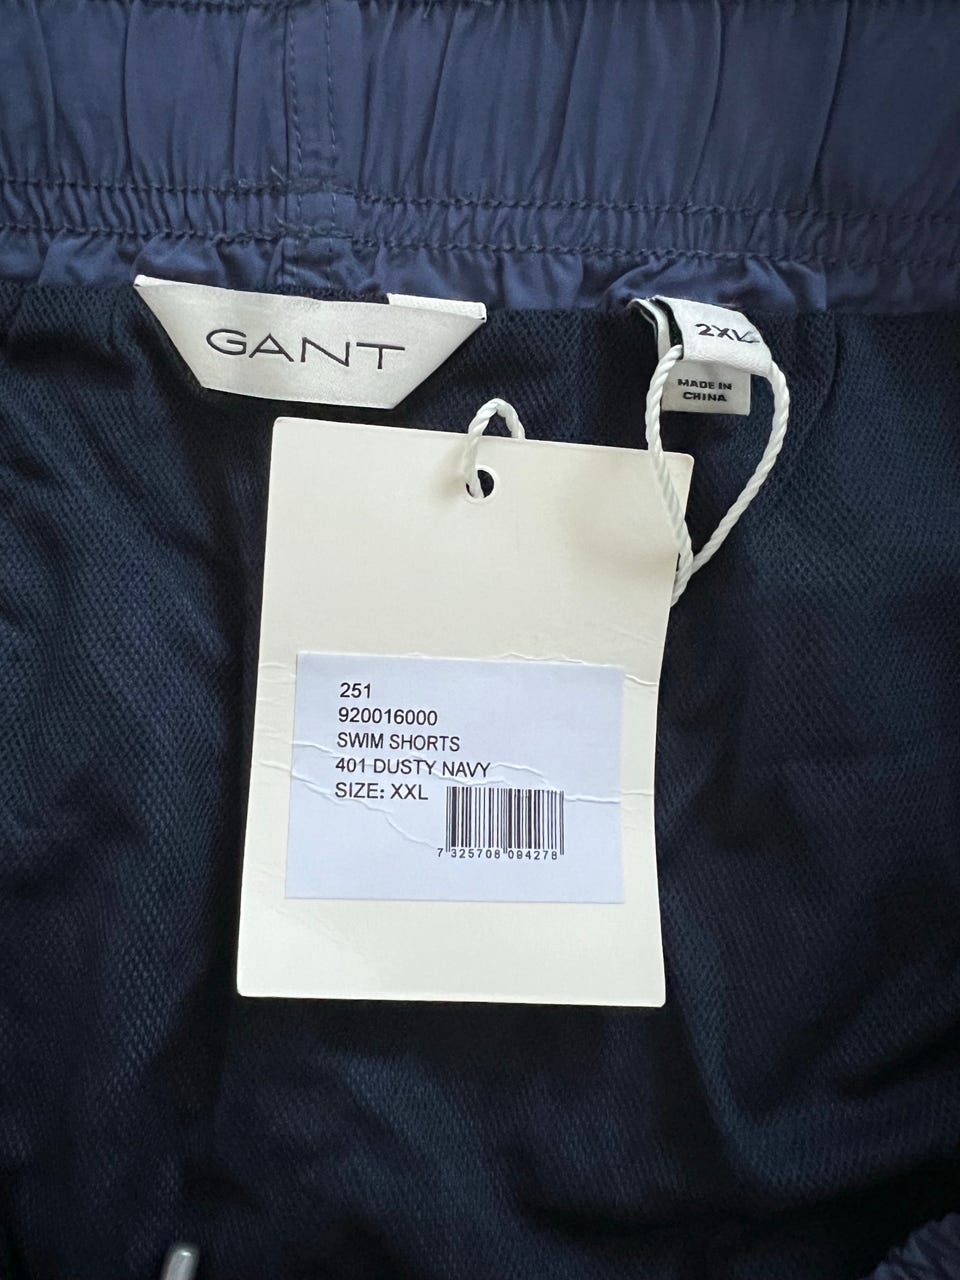 GANT
2XL
MADE IN
CHINA
251
920016000
SWIM SHORTS
401 DUSTY NAVY
SIZE: XXL
7 325708 094278